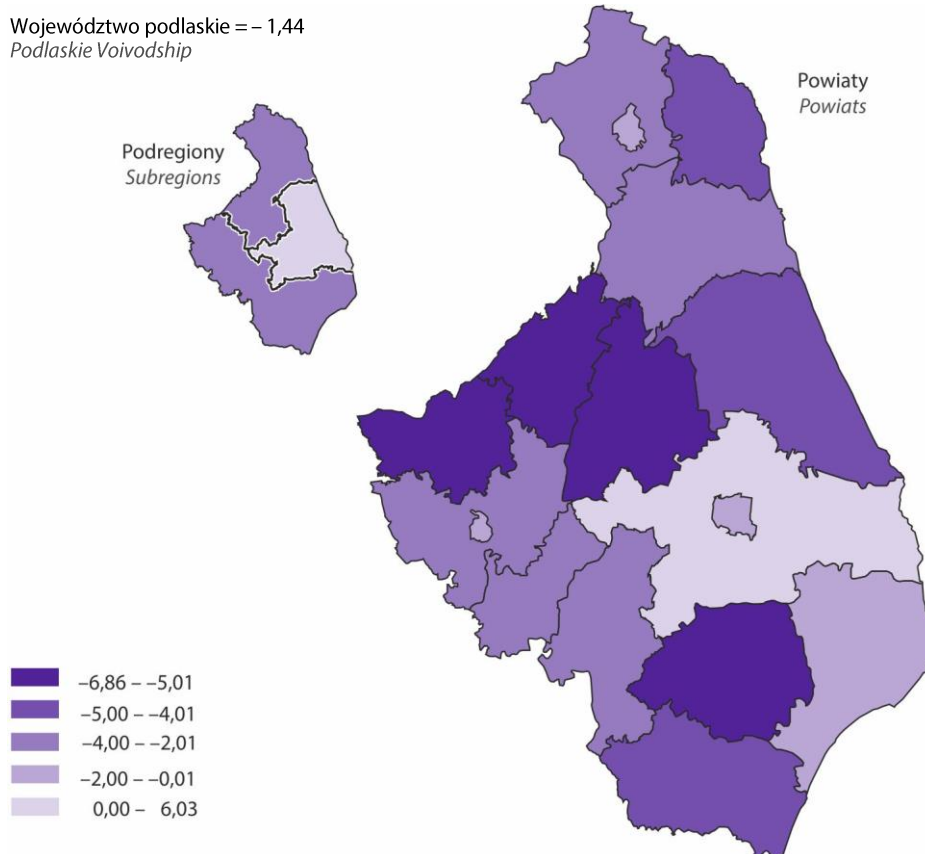 Województwo podlaskie = – 1,44
Podlaskie Voivodship
Powiaty
Powiats
Podregiony
Subregions
–6,86 – –5,01
–5,00 – –4,01
–4,00 – –2,01
–2,00 – –0,01
0,00 – 6,03